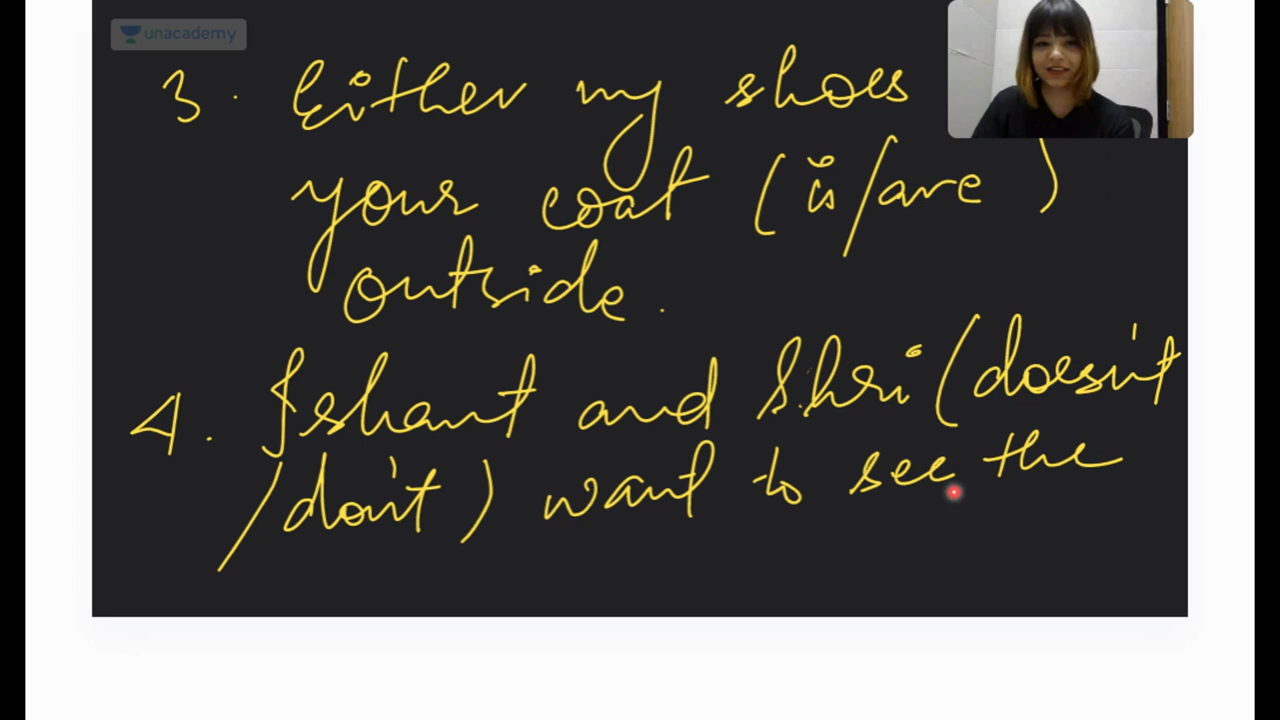 unacademy
3. Either my shoes
your coat (is/are)
outside.
4. Ishant and Shri (doesn't
/don't) want to see the